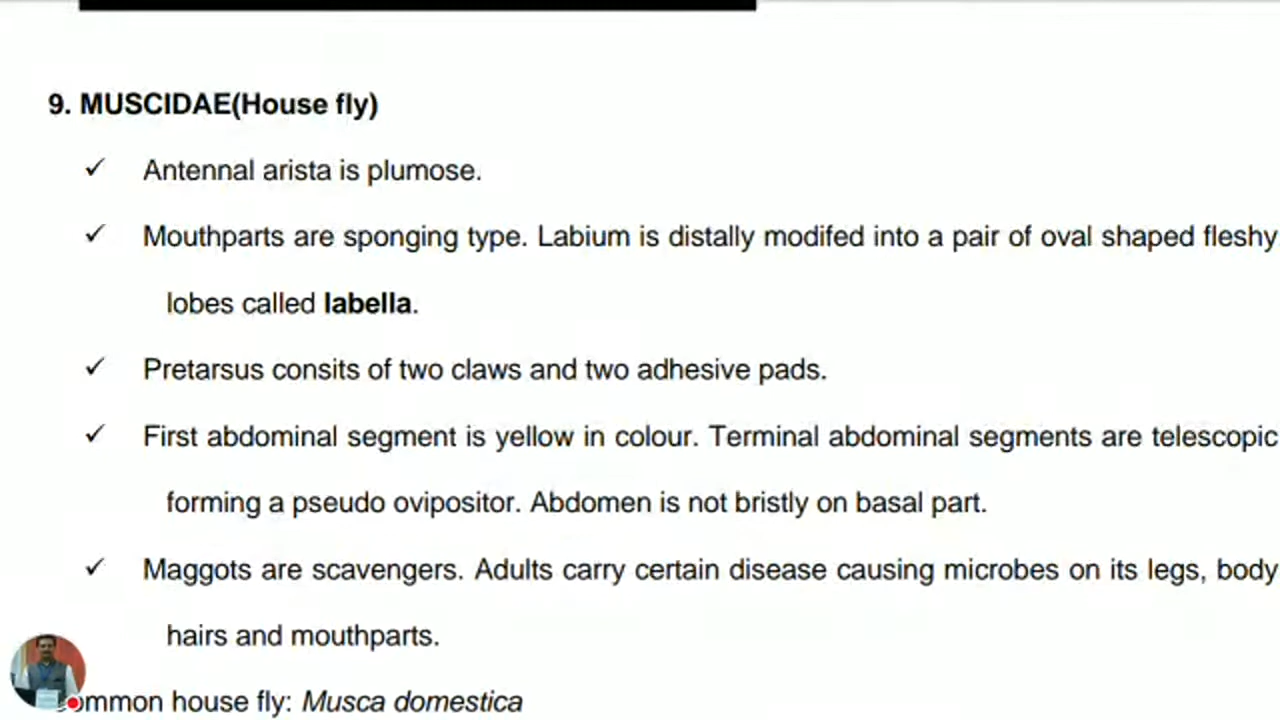 9. MUSCIDAE(House fly)
✓ Antennal arista is plumose.
✓ Mouthparts are sponging type. Labium is distally modifed into a pair of oval shaped fleshy
lobes called labella.
✓ Pretarsus consits of two claws and two adhesive pads.
✓ First abdominal segment is yellow in colour. Terminal abdominal segments are telescopic
forming a pseudo ovipositor. Abdomen is not bristly on basal part.
✓ Maggots are scavengers. Adults carry certain disease causing microbes on its legs, body
hairs and mouthparts.
ommon house fly: Musca domestica